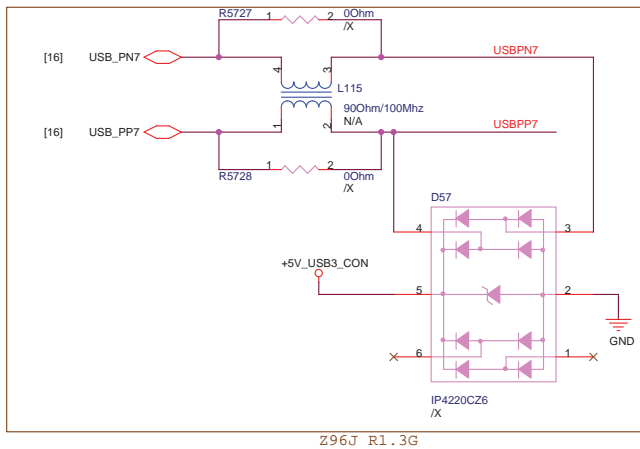 R5727 1 2 0Ohm
/X
[16] USB_PN7 USBPN7
4 3
L115
90Ohm/100Mhz
N/A
[16] USB_PP7 1 2 USBPP7
R5728 1 2 0Ohm
/X
D57
4 3
+5V_USB3_CON
5 2
GND
6 1
IP4220CZ6
/X
Z96J R1.3G